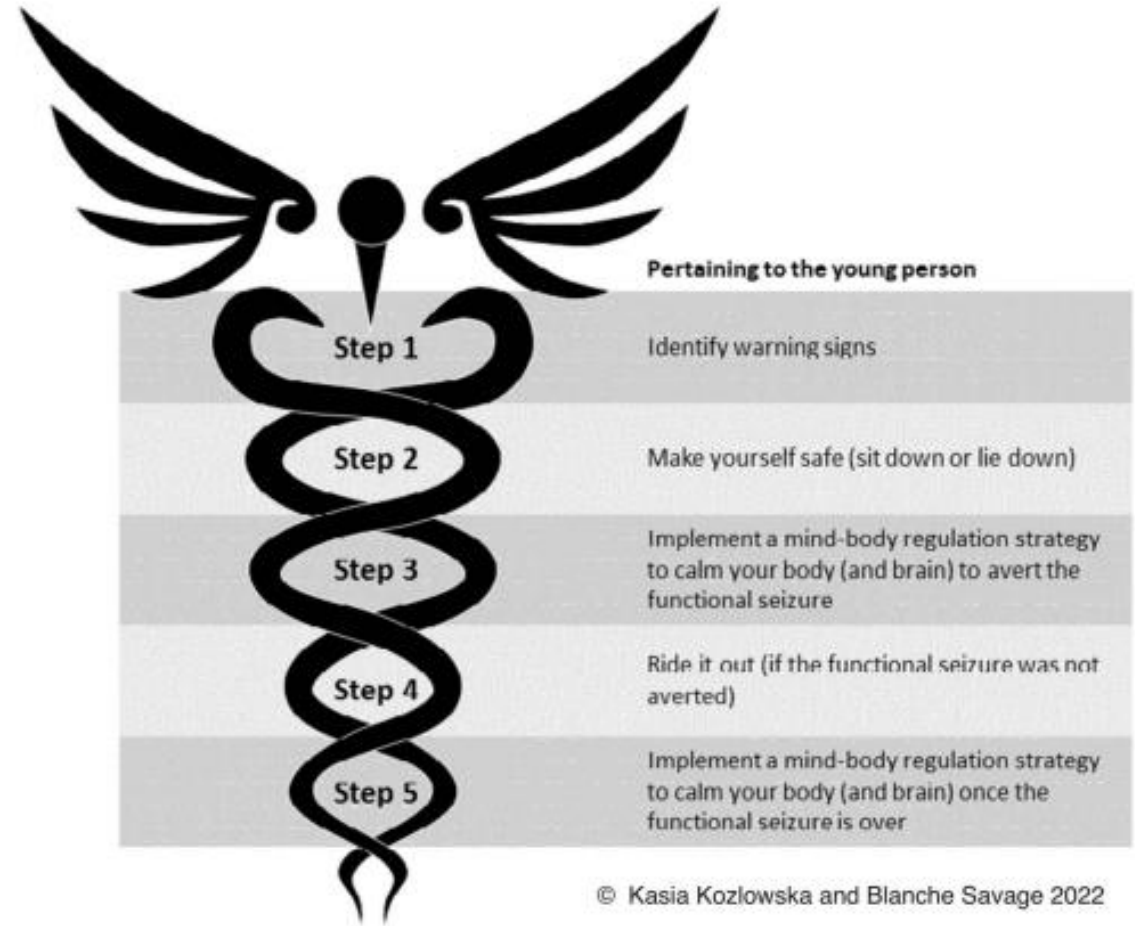 Pertaining to the young person
Step 1
Identify warning signs
Step 2
Make yourself safe (sit down or lie down)
Step 3
Implement a mind-body regulation strategy
to calm your body (and brain) to avert the
functional seizure
Step 4
Ride it out (if the functional seizure was not
averted)
Step 5
Implement a mind-body regulation strategy
to calm your body (and brain) once the
functional seizure is over
© Kasia Kozlowska and Blanche Savage 2022